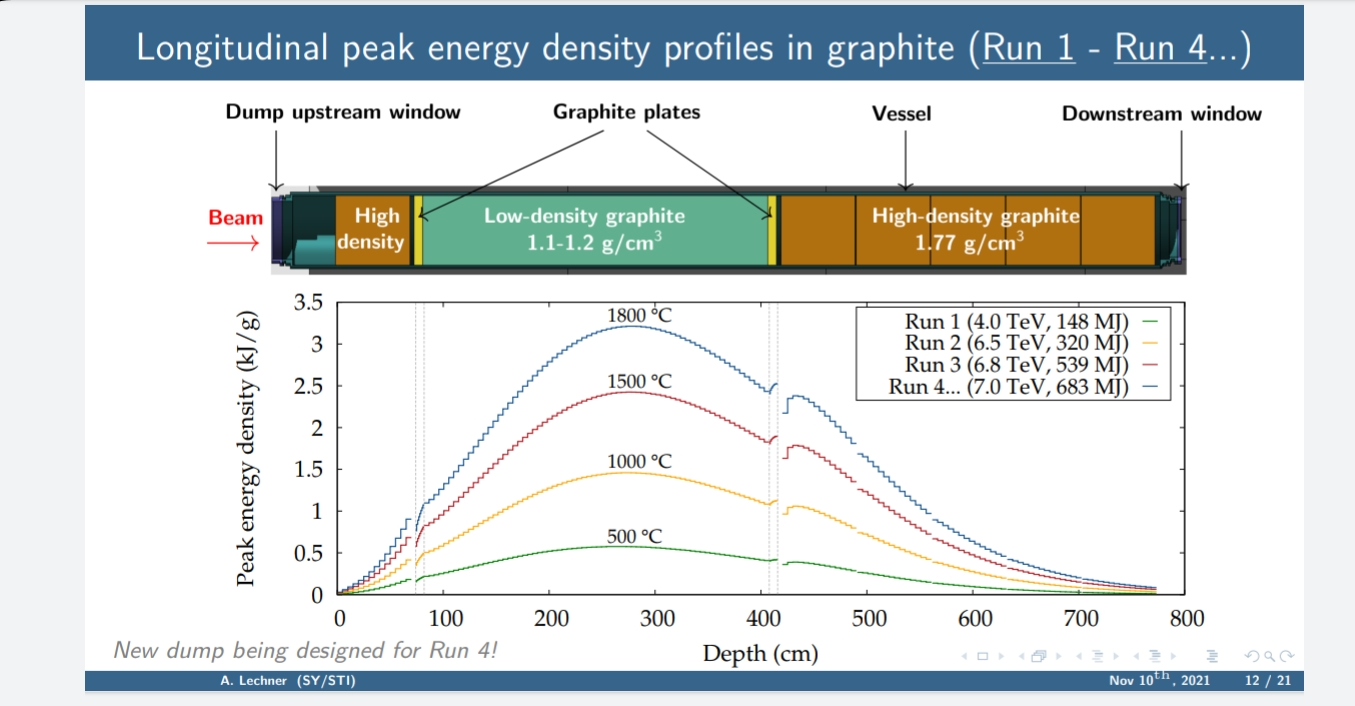 Longitudinal peak energy density profiles in graphite (Run 1 - Run 4...)
Dump upstream window
Graphite plates
Vessel
Downstream window
Beam
High
density
Low-density graphite
1.1-1.2 g/cm³
High-density graphite
1.77 g/cm³
Peak energy density (kJ/g)
3.5
3
2.5
2
1.5
1
0.5
0
1800 °C
1500 °C
1000 °C
500 °C
Run 1 (4.0 TeV, 148 MJ)
Run 2 (6.5 TeV, 320 MJ)
Run 3 (6.8 TeV, 539 MJ)
Run 4... (7.0 TeV, 683 MJ)
0 100 200 300 400 500 600 700 800
Depth (cm)
New dump being designed for Run 4!
A. Lechner (SY/STI) Nov 10th, 2021 12 / 21